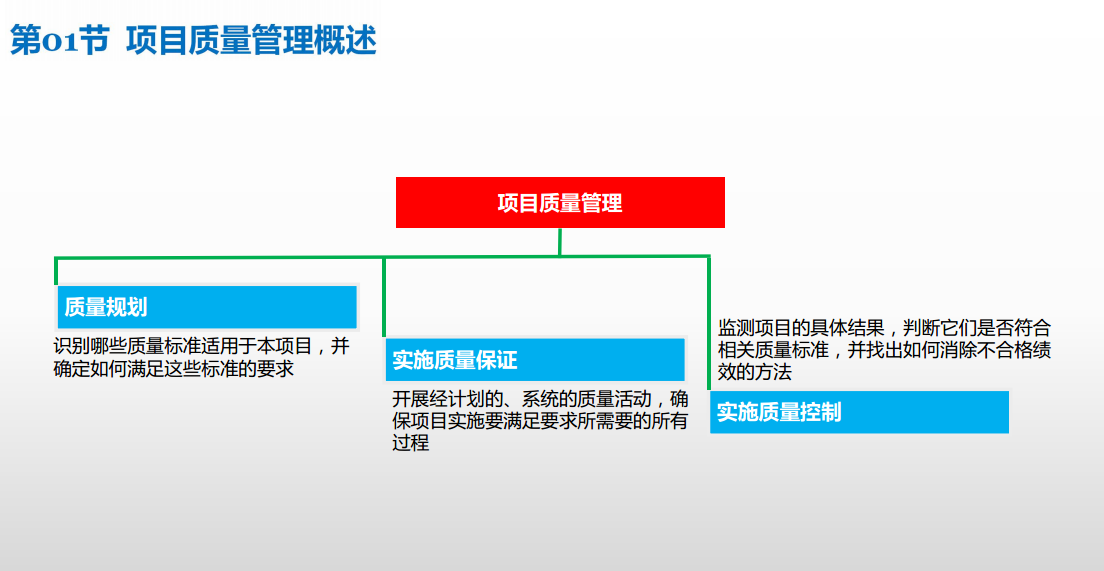 第01节 项目质量管理概述
项目质量管理
质量规划
识别哪些质量标准适用于本项目，并
确定如何满足这些标准的要求
实施质量保证
开展经计划的、系统的质量活动，确
保项目实施要满足要求所需要的所有
过程
监测项目的具体结果，判断它们是否符合
相关质量标准，并找出如何消除不合格绩
效的方法
实施质量控制